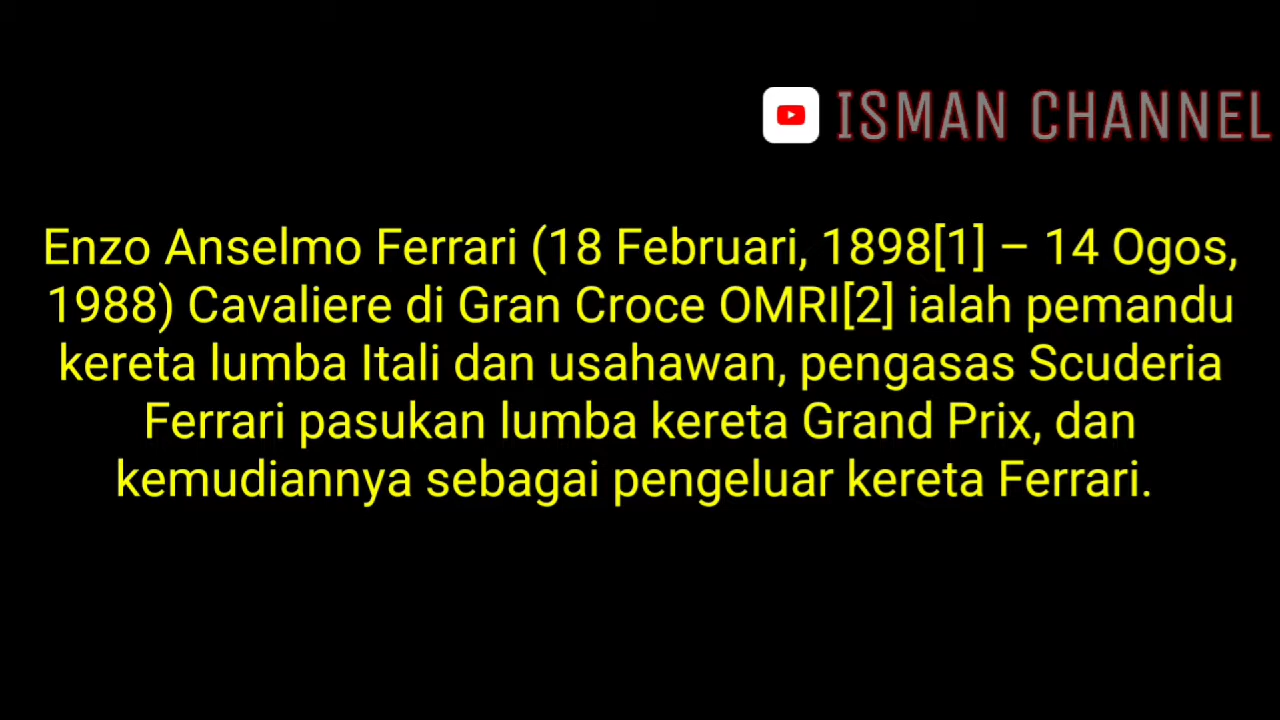 ISMAN CHANNEL
Enzo Anselmo Ferrari (18 Februari, 1898[1] – 14 Ogos,
1988) Cavaliere di Gran Croce OMRI[2] ialah pemandu
kereta lumba Itali dan usahawan, pengasas Scuderia
Ferrari pasukan lumba kereta Grand Prix, dan
kemudiannya sebagai pengeluar kereta Ferrari.